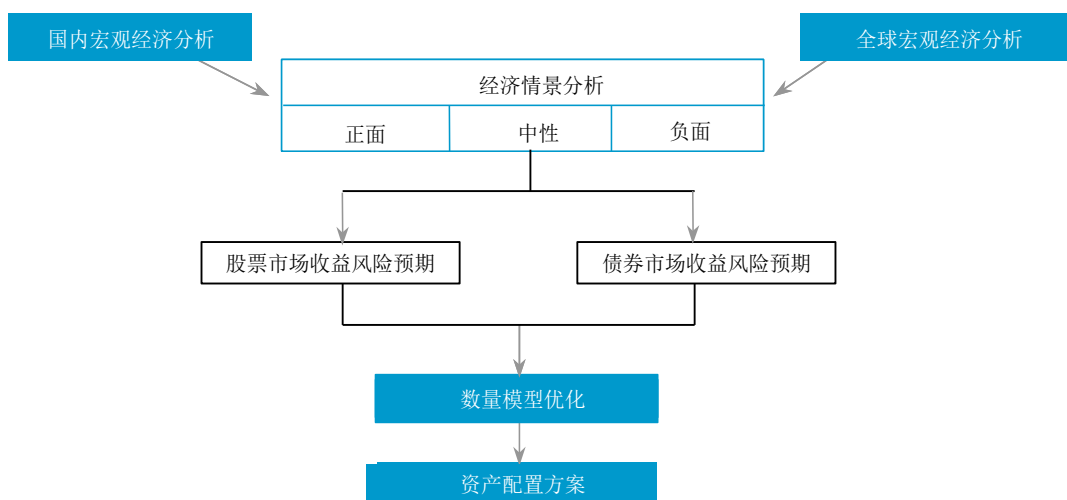 国内宏观经济分析
全球宏观经济分析
经济情景分析
正面
中性
负面
股票市场收益风险预期
债券市场收益风险预期
数量模型优化
资产配置方案